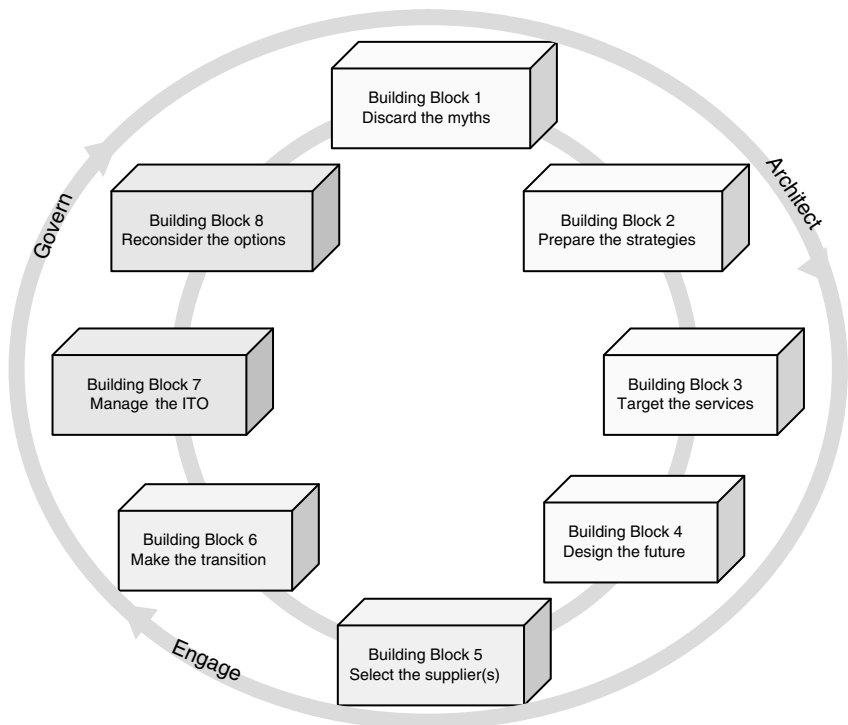 Building Block 1
Discard the myths
Architect
Building Block 2
Prepare the strategies
Building Block 3
Target the services
Building Block 4
Design the future
Building Block 5
Select the supplier(s)
Engage
Building Block 6
Make the transition
Building Block 7
Manage the ITO
Building Block 8
Reconsider the options
Govern